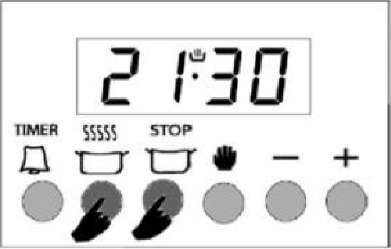 21:30
TIMER
STOP
— +